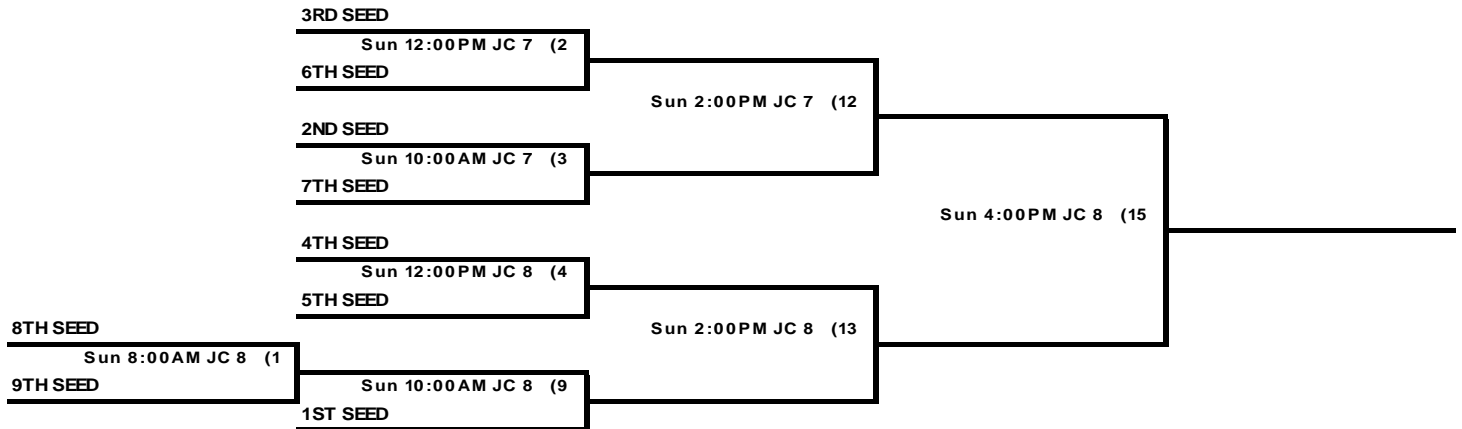 3RD SEED
Sun 12:00PM JC 7 (2
6TH SEED
Sun 2:00PM JC 7 (12
2ND SEED
Sun 10:00AM JC 7 (3
7TH SEED
Sun 4:00PM JC 8 (15
4TH SEED
Sun 12:00PM JC 8 (4
5TH SEED
8TH SEED
Sun 2:00PM JC 8 (13
Sun 8:00AM JC 8 (1
9TH SEED
Sun 10:00AM JC 8 (9
1ST SEED